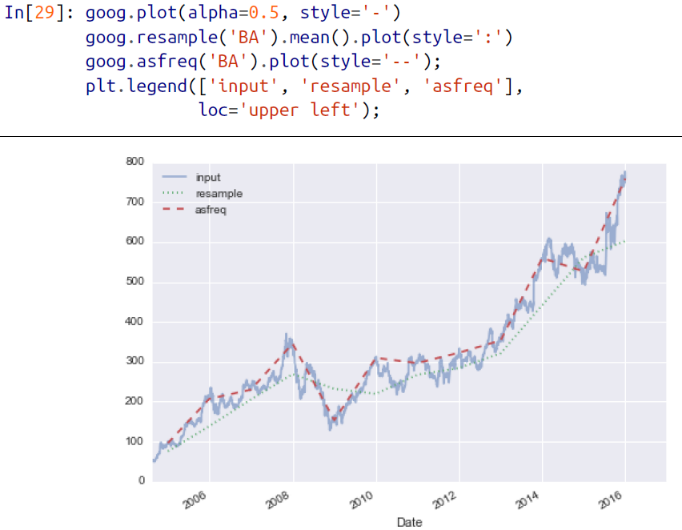 In[29]: goog.plot(alpha=0.5, style='-')
goog.resample('BA').mean().plot(style=':')
goog.asfreq('BA').plot(style='--');
plt.legend(['input', 'resample', 'asfreq'],
loc='upper left');
800
input
resample
asfreq
700
600
500
400
300
200
100
0
2006
2008
2010
2012
2014
2016
Date